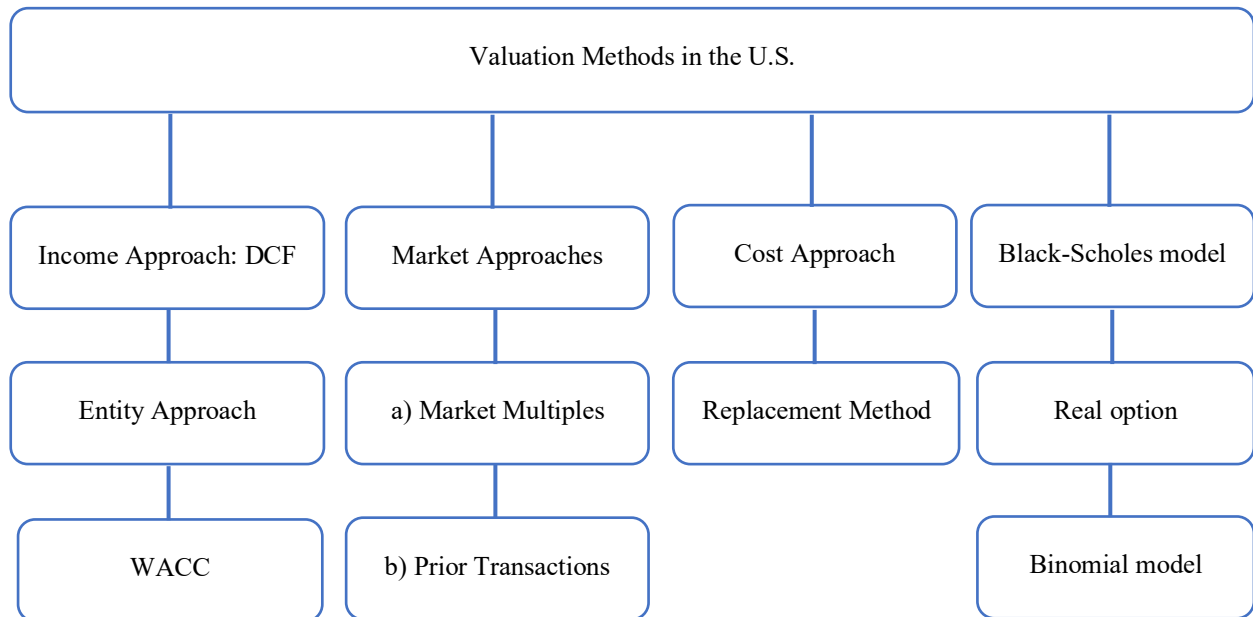 Valuation Methods in the U.S.
Income Approach: DCF
Market Approaches
Cost Approach
Black-Scholes model
Entity Approach
a) Market Multiples
Replacement Method
Real option
WACC
b) Prior Transactions
Binomial model